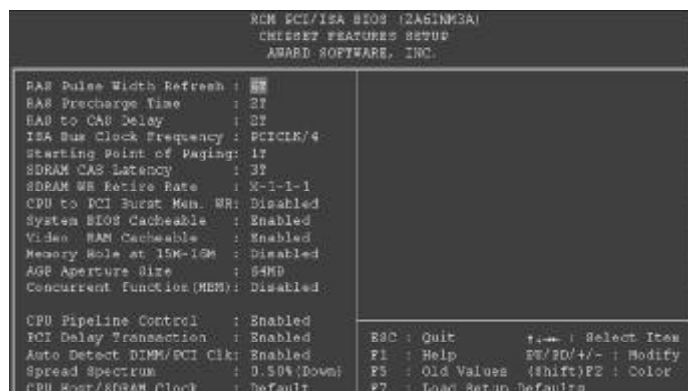 ROM PCI/ISA BIOS (2A6INM3A)
CHIPSET FEATURES SETUP
AWARD SOFTWARE, INC.
RAS Pulse Width Refresh :
RAS Precharge Time : 2T
RAS to CAS Delay : 2T
ISA Bus Clock Frequency : PCICLK/4
Starting Point of Paging: 1T
SDRAM CAS Latency : 3T
SDRAM WR Retire Rate : X-1-1-1
CPU to PCI Burst Mem. WR: Disabled
System BIOS Cacheable : Enabled
Video RAM Cacheable : Enabled
Memory Hole at 15M-16M : Disabled
AGP Aperture Size : 64MB
Concurrent function(MEM): Disabled
CPU Pipeline Control : Enabled
PCI Delay Transaction : Enabled
Auto Detect DIMM/PCI Clk: Enabled
Spread Spectrum : 0.50%(Down)
CPU Host/SDRAM Clock : Default
ESC : Quit ↑↓→← : Select Item
F1 : Help PU/PD/+/- : Modify
F5 : Old Values (Shift)F2 : Color
F7 : Load Setup Defaults